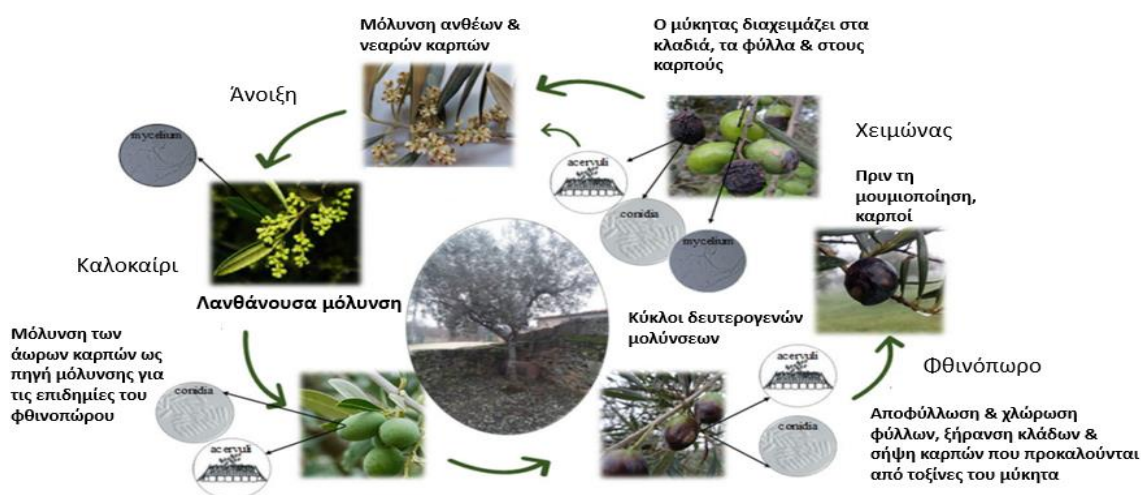 Μόλυνση ανθέων &
νεαρών καρπών
Ο μύκητας διαχειμάζει στα
κλαδιά, τα φύλλα & στους
καρπούς
Άνοιξη
mycelium
acervuli
conidia
mycelium
Χειμώνας
Πριν τη
μουμιοποίηση,
καρποί
Καλοκαίρι
Λανθάνουσα μόλυνση
Μόλυνση των
άωρων καρπών ως
πηγή μόλυνσης για
τις επιδημίες του
φθινοπώρου
conidia
acervuli
Κύκλοι δευτερογενών
μολύνσεων
acervuli
conidia
Φθινόπωρο
Αποφύλλωση & χλώρωση
φύλλων, ξήρανση κλάδων &
σήψη καρπών που προκαλούνται
από τοξίνες του μύκητα